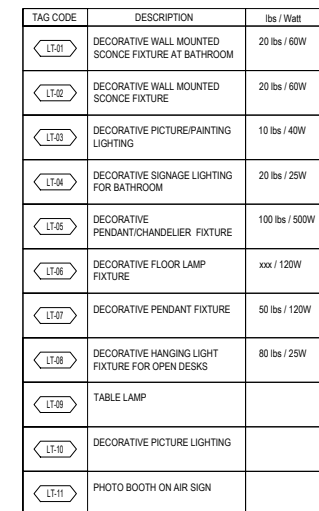 TAG CODE DESCRIPTION lbs / Watt
LT-01 DECORATIVE WALL MOUNTED 20 lbs / 60W
SCONCE FIXTURE AT BATHROOM
LT-02 DECORATIVE WALL MOUNTED 20 lbs / 60W
SCONCE FIXTURE
LT-03 DECORATIVE PICTURE/PAINTING 10 lbs / 40W
LIGHTING
LT-04 DECORATIVE SIGNAGE LIGHTING 20 lbs / 25W
FOR BATHROOM
LT-05 DECORATIVE 100 lbs / 500W
PENDANT/CHANDELIER FIXTURE
LT-06 DECORATIVE FLOOR LAMP xxx / 120W
FIXTURE
LT-07 DECORATIVE PENDANT FIXTURE 50 lbs / 120W
LT-08 DECORATIVE HANGING LIGHT 80 lbs / 25W
FIXTURE FOR OPEN DESKS
LT-09 TABLE LAMP
LT-10 DECORATIVE PICTURE LIGHTING
LT-11 PHOTO BOOTH ON AIR SIGN